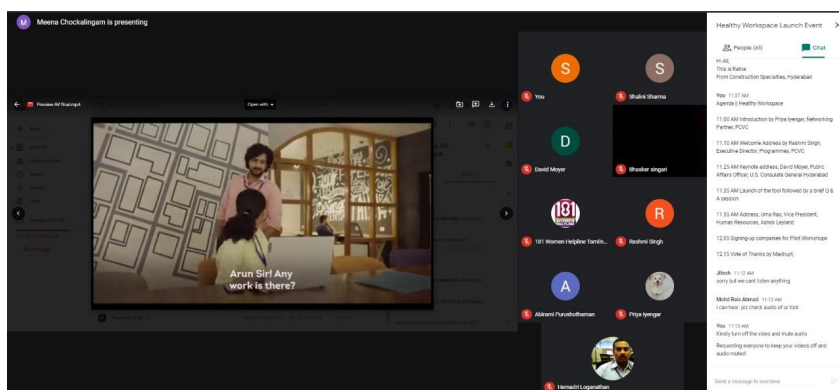 M Meena Chockalingam is presenting
Preview AV final.mp4
Open with
Arun Sir! Any
work is there?
S
You
S
Shalini Sharma
D
David Moyer
Bhasker singari
181
181 Women Helpline Tamiln...
R
Rashmi Singh
A
Abirami Purushothaman
Priya Iyengar
Hemadri Loganathan
Healthy Workspace Launch Event
People (61)
Chat
Hi All,
This is Ratna
From Construction Specialties, Hyderabad
You 11:07 AM
Agenda || Healthy Workspace
11.00 AM Introduction by Priya Iyengar, Networking
Partner, PCVC
11.10 AM Welcome Address by Rashmi Singh,
Executive Director, Programmes, PCVC
11.25 AM Keynote address, David Moyer, Public
Affairs Officer, U.S. Consulate General Hyderabad
11.35 AM Launch of the tool followed by a brief Q &
A session
11.55 AM Address, Uma Rao, Vice President,
Human Resources, Ashok Leyland
12.05 Signing-up companies for Pilot Workshops
12.15 Vote of Thanks by Madhujit,
Jitesh 11:12 AM
sorry but we cant listen anything
Mohd Rais Ahmad 11:12 AM
I can hear. pls check audio of ur tool
You 11:15 AM
Kindly turn off the video and mute audio
Requesting everyone to keep your videos off and
audio muted!
Send a message to everyone